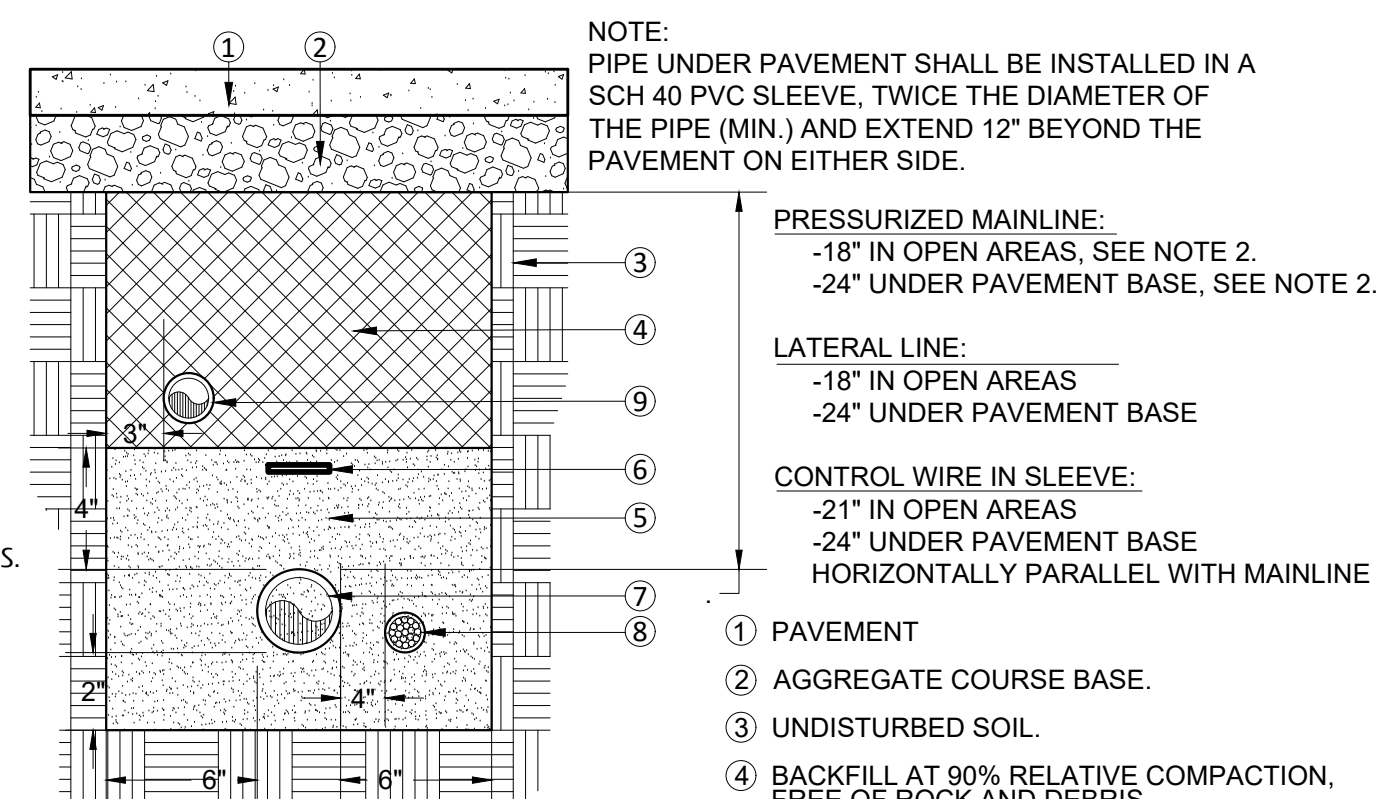 ① ②
NOTE:
PIPE UNDER PAVEMENT SHALL BE INSTALLED IN A
SCH 40 PVC SLEEVE, TWICE THE DIAMETER OF
THE PIPE (MIN.) AND EXTEND 12" BEYOND THE
PAVEMENT ON EITHER SIDE.
PRESSURIZED MAINLINE:
-18" IN OPEN AREAS, SEE NOTE 2.
-24" UNDER PAVEMENT BASE, SEE NOTE 2.
LATERAL LINE:
-18" IN OPEN AREAS
-24" UNDER PAVEMENT BASE
CONTROL WIRE IN SLEEVE:
-21" IN OPEN AREAS
-24" UNDER PAVEMENT BASE
HORIZONTALLY PARALLEL WITH MAINLINE
③
④
⑨
3"
⑥
4"
⑤
S.
⑦
⑧
2"
4"
6" 6"
① PAVEMENT
② AGGREGATE COURSE BASE.
③ UNDISTURBED SOIL.
④ BACKFILL AT 90% RELATIVE COMPACTION,
FREE OF ROCK AND DEBRIS